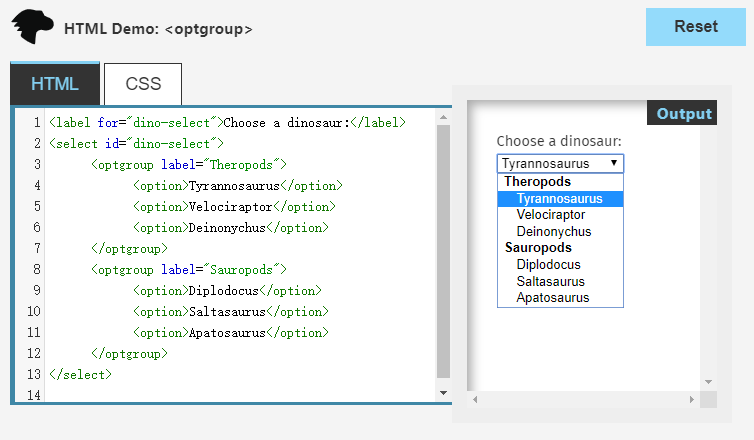 HTML Demo: <optgroup>
Reset
HTML
CSS
1 <label for="dino-select">Choose a dinosaur:</label>
2 <select id="dino-select">
3 <optgroup label="Theropods">
4 <option>Tyrannosaurus</option>
5 <option>Velociraptor</option>
6 <option>Deinonychus</option>
7 </optgroup>
8 <optgroup label="Sauropods">
9 <option>Diplodocus</option>
10 <option>Saltasaurus</option>
11 <option>Apatosaurus</option>
12 </optgroup>
13 </select>
14
Output
Choose a dinosaur:
Tyrannosaurus
Theropods
Tyrannosaurus
Velociraptor
Deinonychus
Sauropods
Diplodocus
Saltasaurus
Apatosaurus